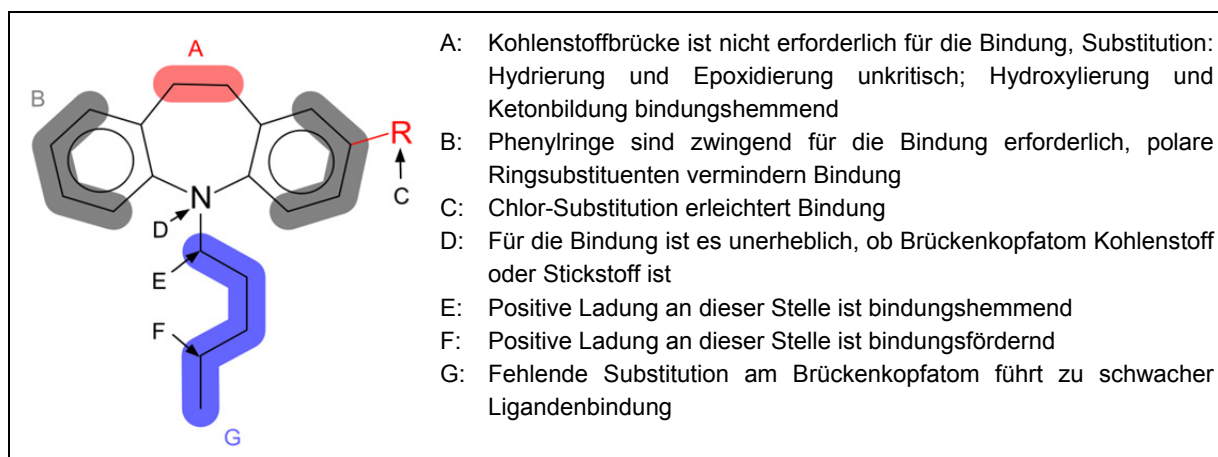 A
B
R
C
N
D
E
F
G
A: Kohlenstoffbrücke ist nicht erforderlich für die Bindung, Substitution:
Hydrierung und Epoxidierung unkritisch; Hydroxylierung und
Ketonbildung bindungshemmend
B: Phenylringe sind zwingend für die Bindung erforderlich, polare
Ringsubstituenten vermindern Bindung
C: Chlor-Substitution erleichtert Bindung
D: Für die Bindung ist es unerheblich, ob Brückenkopfatom Kohlenstoff
oder Stickstoff ist
E: Positive Ladung an dieser Stelle ist bindungshemmend
F: Positive Ladung an dieser Stelle ist bindungsfördernd
G: Fehlende Substitution am Brückenkopfatom führt zu schwacher
Ligandenbindung